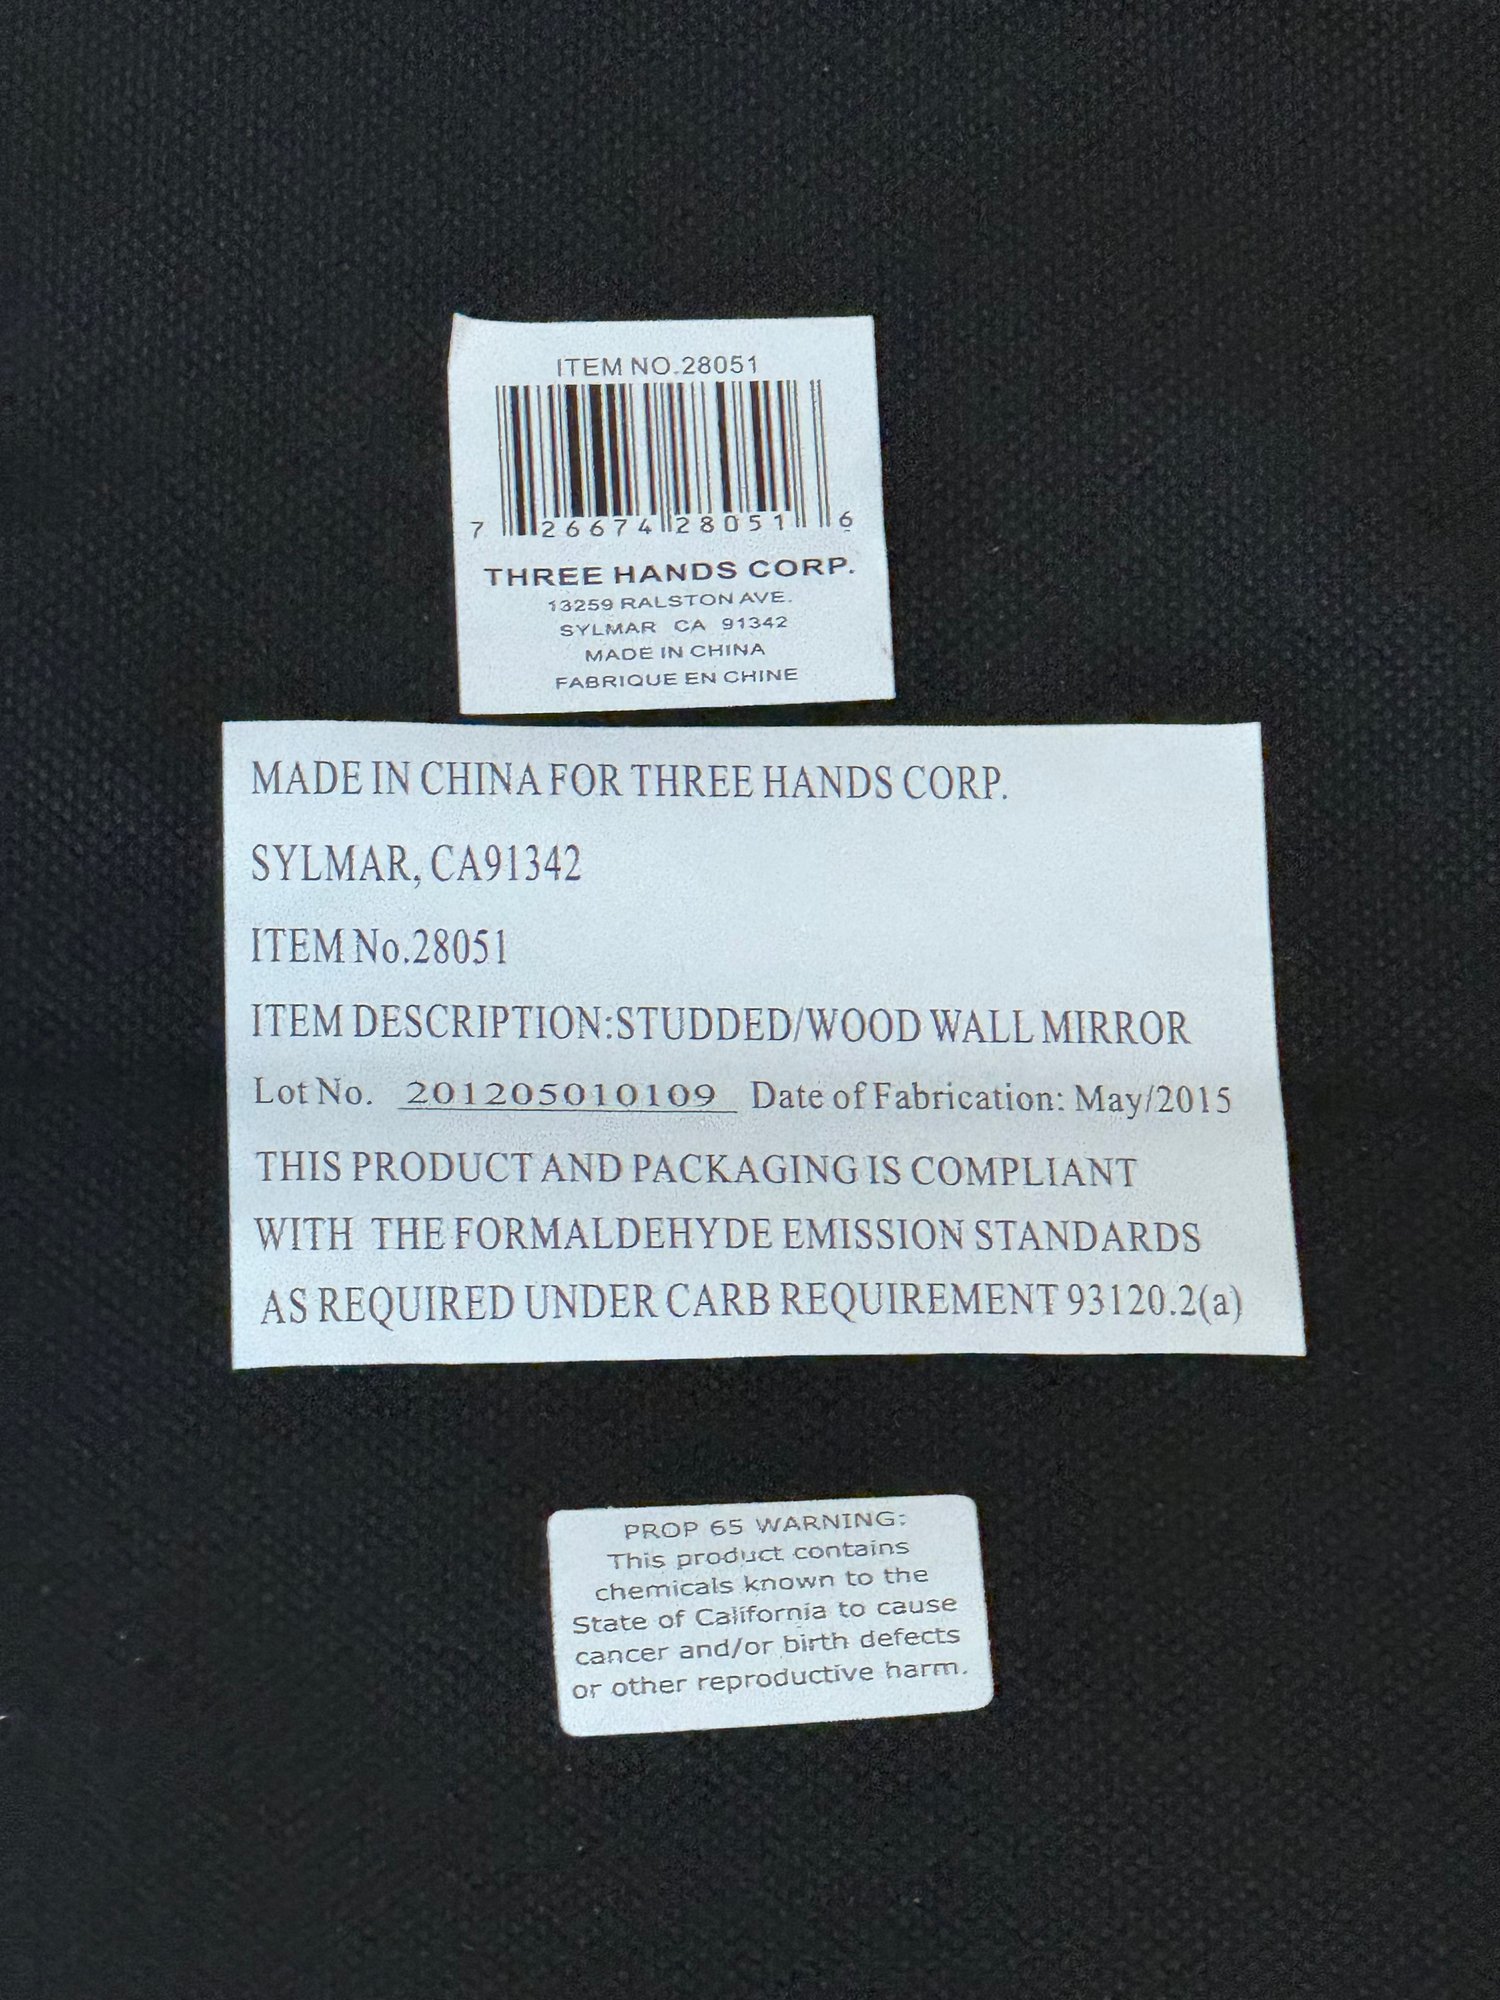 ITEM NO.28051
7 26674 28051 6
THREE HANDS CORP.
13259 RALSTON AVE.
SYLMAR CA 91342
MADE IN CHINA
FABRIQUE EN CHINE
MADE IN CHINA FOR THREE HANDS CORP.
SYLMAR, CA91342
ITEM No.28051
ITEM DESCRIPTION:STUDDED/WOOD WALL MIRROR
Lot No. 201205010109 Date of Fabrication: May/2015
THIS PRODUCT AND PACKAGING IS COMPLIANT
WITH THE FORMALDEHYDE EMISSION STANDARDS
AS REQUIRED UNDER CARB REQUIREMENT 93120.2(a)
PROP 65 WARNING:
This product contains
chemicals known to the
State of California to cause
cancer and/or birth defects
or other reproductive harm.